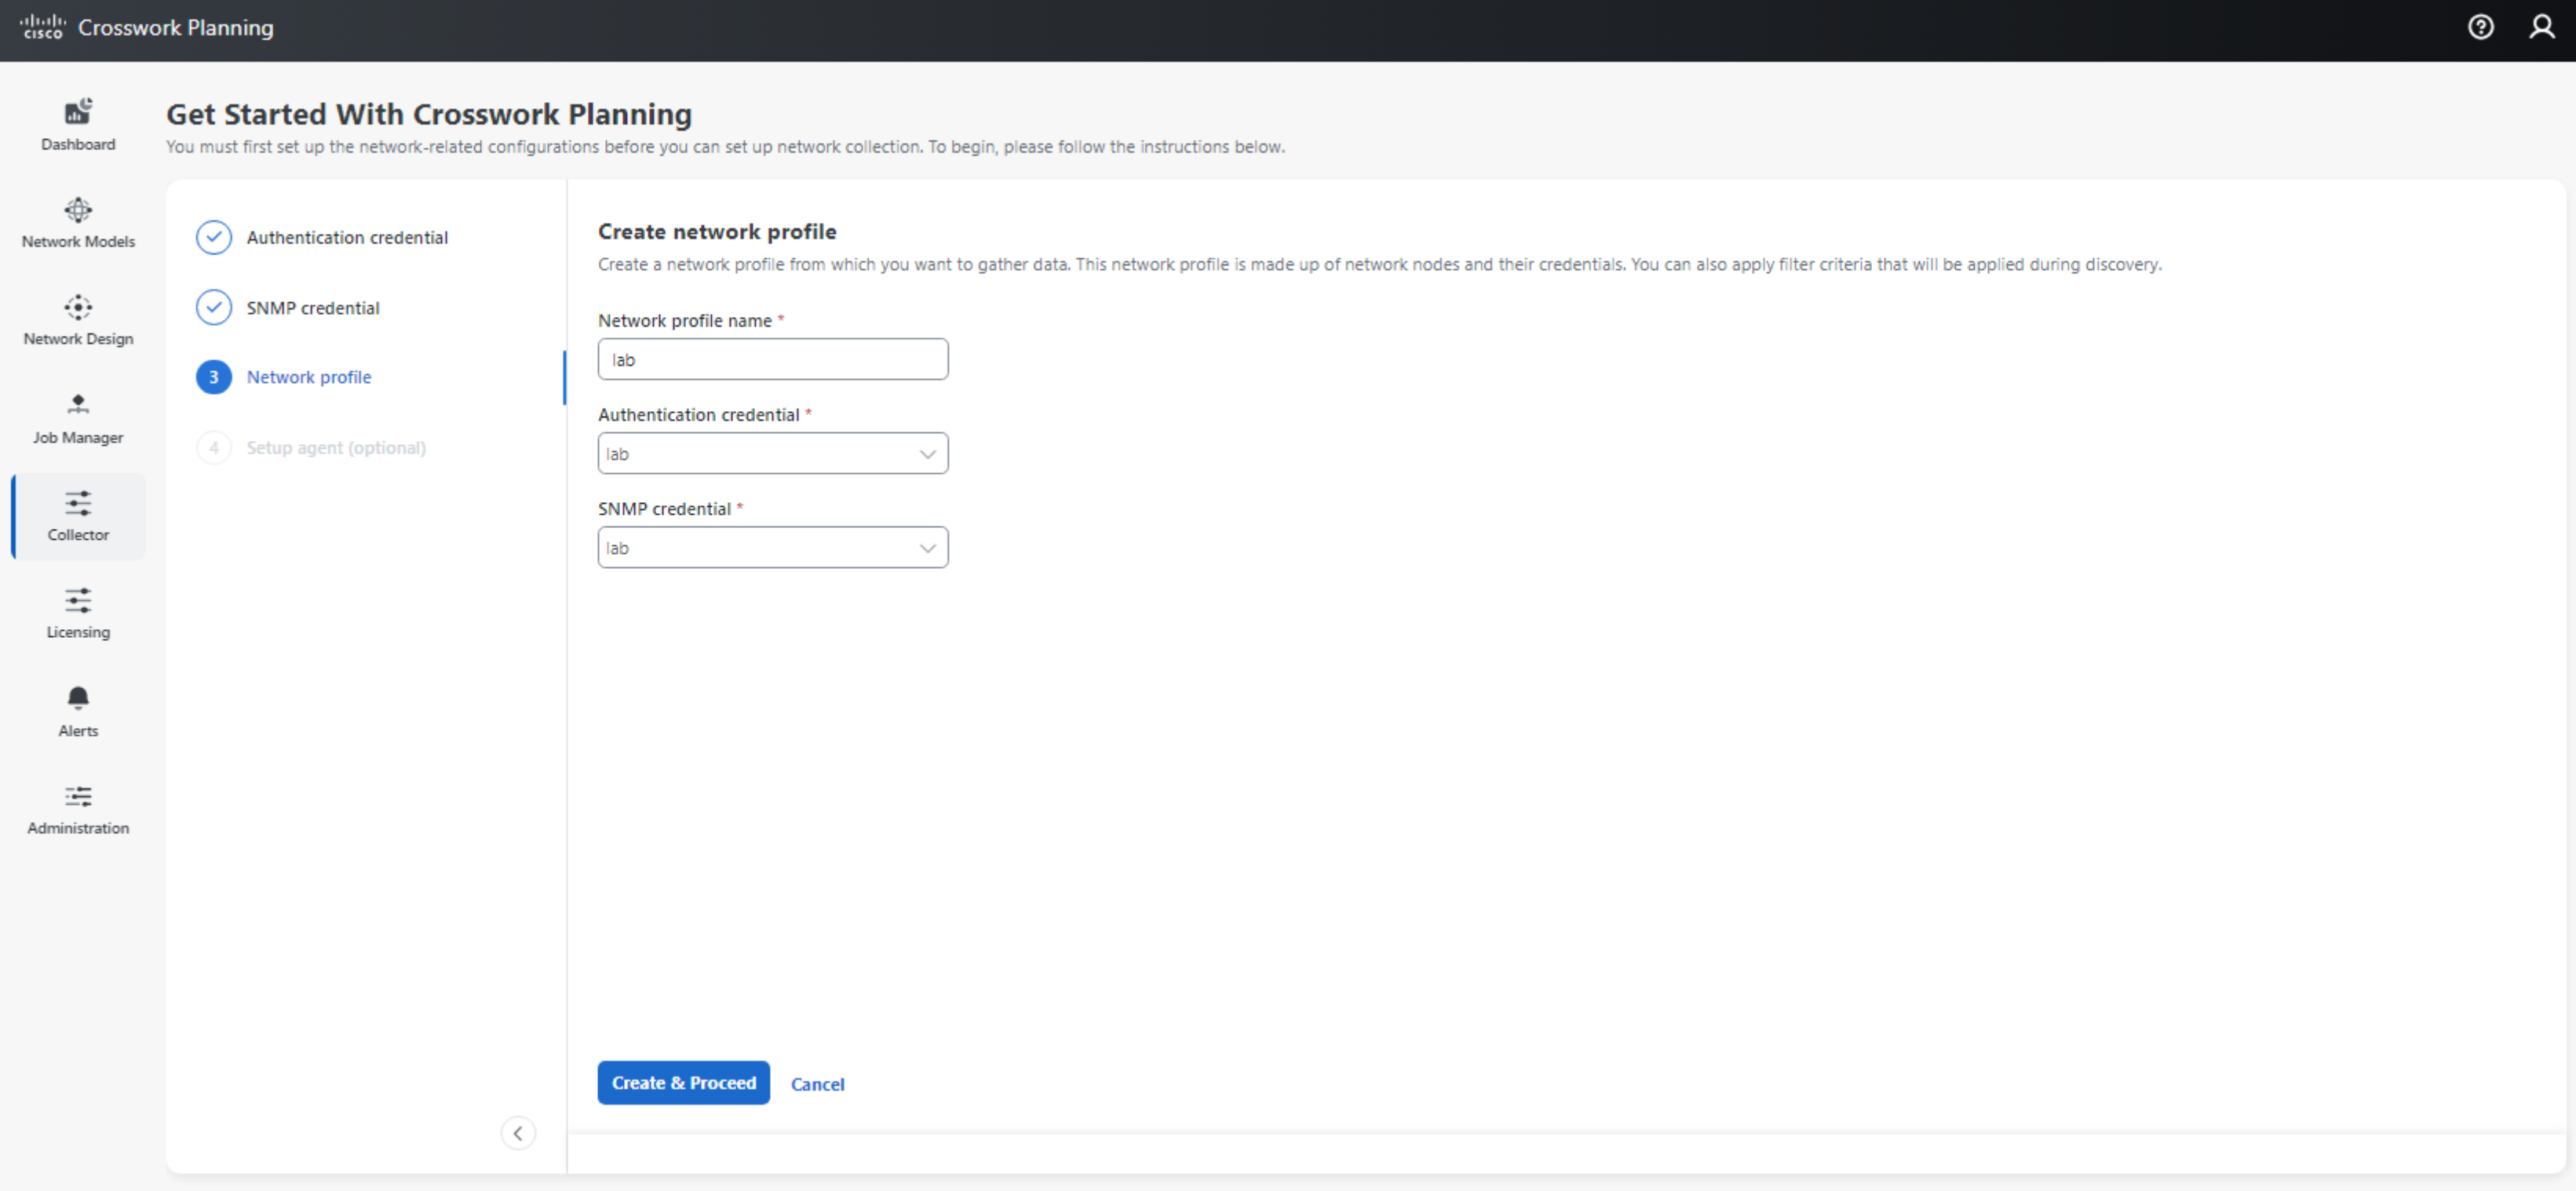 cisco Crosswork Planning
Dashboard
Network Models
Network Design
Job Manager
Collector
Licensing
Alerts
Administration
Get Started With Crosswork Planning
You must first set up the network-related configurations before you can set up network collection. To begin, please follow the instructions below.
Authentication credential
SNMP credential
3 Network profile
4 Setup agent (optional)
Create network profile
Create a network profile from which you want to gather data. This network profile is made up of network nodes and their credentials. You can also apply filter criteria that will be applied during discovery.
Network profile name *
lab
Authentication credential *
lab
SNMP credential *
lab
Create & Proceed Cancel